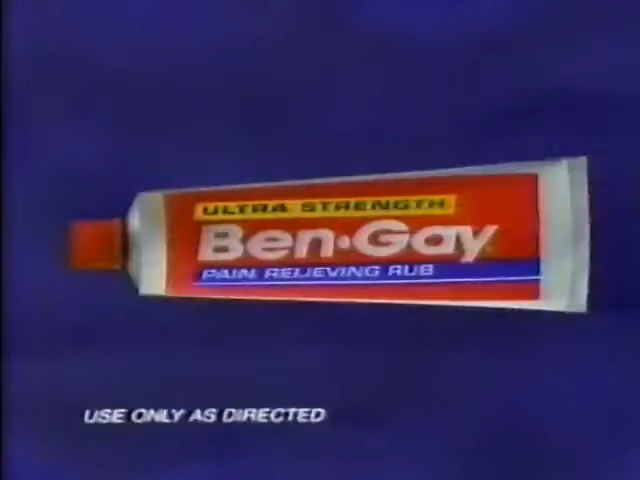 ULTRA STRENGTH
Ben•Gay
PAIN RELIEVING RUB
USE ONLY AS DIRECTED